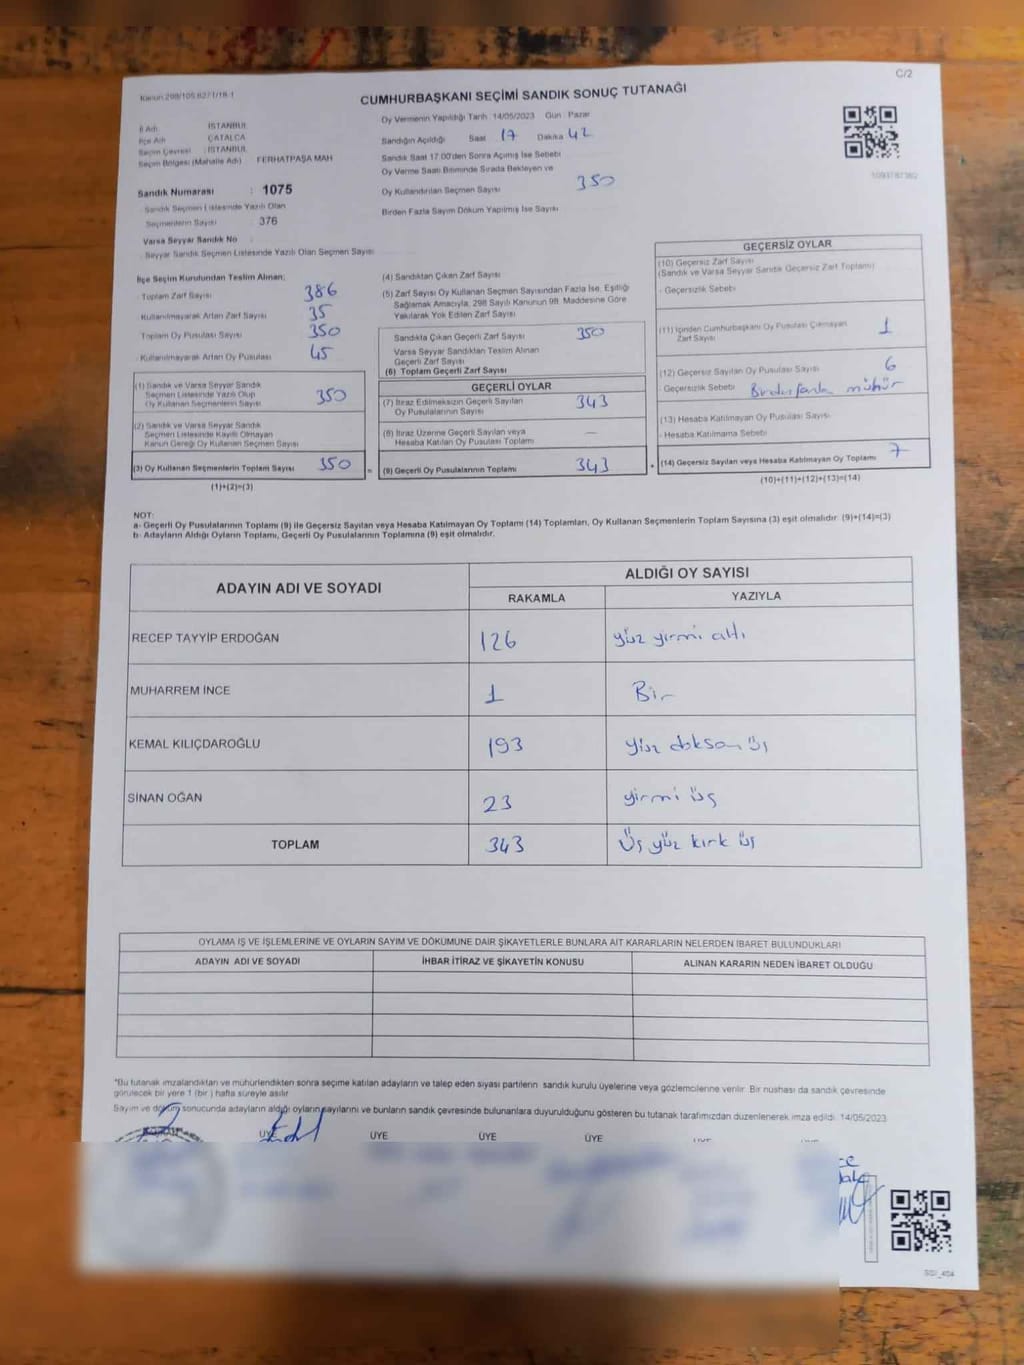 C/2
Kanun 298/105,6271/18-1
CUMHURBAŞKANI SEÇİMİ SANDIK SONUÇ TUTANAĞI
İl Adı : İSTANBUL
İlçe Adı : ÇATALCA
Seçim Çevresi : İSTANBUL
Seçim Bölgesi (Mahalle Adı) FERHATPAŞA MAH
Sandık Numarası : 1075
Sandık Seçmen Listesinde Yazılı Olan
Seçmenlerin Sayısı 376
Varsa Seyyar Sandık No
Seyyar Sandık Seçmen Listesinde Yazılı Olan Seçmen Sayısı
Oy Vermenin Yapıldığı Tarih 14/05/2023 Gün Pazar
Sandığın Açıldığı Saat 17 Dakika 42
Sandık Saat 17:00'den Sonra Açılmış İse Sebebi
Oy Verme Saati Bitiminde Sırada Bekleyen ve
Oy Kullandırılan Seçmen Sayısı 350
Birden Fazla Sayım Döküm Yapılmış İse Sayısı
1093787362
İlçe Seçim Kurulundan Teslim Alınan;
Toplam Zarf Sayısı 386
Kullanılmayarak Artan Zarf Sayısı 35
Toplam Oy Pusulası Sayısı 350
Kullanılmayarak Artan Oy Pusulası 45
(1) Sandık ve Varsa Seyyar Sandık
Seçmen Listesinde Yazılı Olup
Oy Kullanan Seçmenlerin Sayısı 350
(2) Sandık ve Varsa Seyyar Sandık
Seçmen Listesinde Kayıtlı Olmayan
Kanun Gereği Oy Kullanan Seçmen Sayısı
(3) Oy Kullanan Seçmenlerin Toplam Sayısı 350
(1)+(2)=(3)
(4) Sandıktan Çıkan Zarf Sayısı
(5) Zarf Sayısı Oy Kullanan Seçmen Sayısından Fazla İse, Eşitliği
Sağlamak Amacıyla, 298 Sayılı Kanunun 98. Maddesine Göre
Yakılarak Yok Edilen Zarf Sayısı
Sandıkta Çıkan Geçerli Zarf Sayısı 350
Varsa Seyyar Sandıktan Teslim Alınan
Geçerli Zarf Sayısı
(6) Toplam Geçerli Zarf Sayısı
GEÇERLİ OYLAR
(7) İtiraz Edilmeksizin Geçerli Sayılan
Oy Pusulalarının Sayısı 343
(8) İtiraz Üzerine Geçerli Sayılan veya
Hesaba Katılan Oy Pusulası Toplamı —
= (9) Geçerli Oy Pusulalarının Toplamı 343
GEÇERSİZ OYLAR
(10) Geçersiz Zarf Sayısı
(Sandık ve Varsa Seyyar Sandık Geçersiz Zarf Toplamı)
- Geçersizlik Sebebi
(11) İçinden Cumhurbaşkanı Oy Pusulası Çıkmayan
Zarf Sayısı 1
(12) Geçersiz Sayılan Oy Pusulası Sayısı 6
Geçersizlik Sebebi Birden fazla mühür
(13) Hesaba Katılmayan Oy Pusulası Sayısı
- Hesaba Katılmama Sebebi
+ (14) Geçersiz Sayılan veya Hesaba Katılmayan Oy Toplamı 7
(10)+(11)+(12)+(13)=(14)
NOT:
a- Geçerli Oy Pusulalarının Toplamı (9) ile Geçersiz Sayılan veya Hesaba Katılmayan Oy Toplamı (14) Toplamları, Oy Kullanan Seçmenlerin Toplam Sayısına (3) eşit olmalıdır. (9)+(14)=(3)
b- Adayların Aldığı Oyların Toplamı, Geçerli Oy Pusulalarının Toplamına (9) eşit olmalıdır.
ADAYIN ADI VE SOYADI ALDIĞI OY SAYISI
RAKAMLA YAZIYLA
RECEP TAYYİP ERDOĞAN 126 yüz yirmi altı
MUHARREM İNCE 1 Bir
KEMAL KILIÇDAROĞLU 193 yüz doksan üç
SİNAN OĞAN 23 yirmi üç
TOPLAM 343 Üç yüz kırk üç
OYLAMA İŞ VE İŞLEMLERİNE VE OYLARIN SAYIM VE DÖKÜMÜNE DAİR ŞİKAYETLERLE BUNLARA AİT KARARLARIN NELERDEN İBARET BULUNDUKLARI
ADAYIN ADI VE SOYADI İHBAR İTİRAZ VE ŞİKAYETİN KONUSU ALINAN KARARIN NEDEN İBARET OLDUĞU
*Bu tutanak imzalandıktan ve mühürlendikten sonra seçime katılan adayların ve talep eden siyasi partilerin sandık kurulu üyelerine veya gözlemcilerine verilir. Bir nüshası da sandık çevresinde
görülecek bir yere 1 (bir) hafta süreyle asılır
Sayım ve döküm sonucunda adayların aldığı oyların sayılarını ve bunların sandık çevresinde bulunanlara duyurulduğunu gösteren bu tutanak tarafımızdan düzenlenerek imza edildi. 14/05/2023
ÜYE ÜYE ÜYE ÜYE